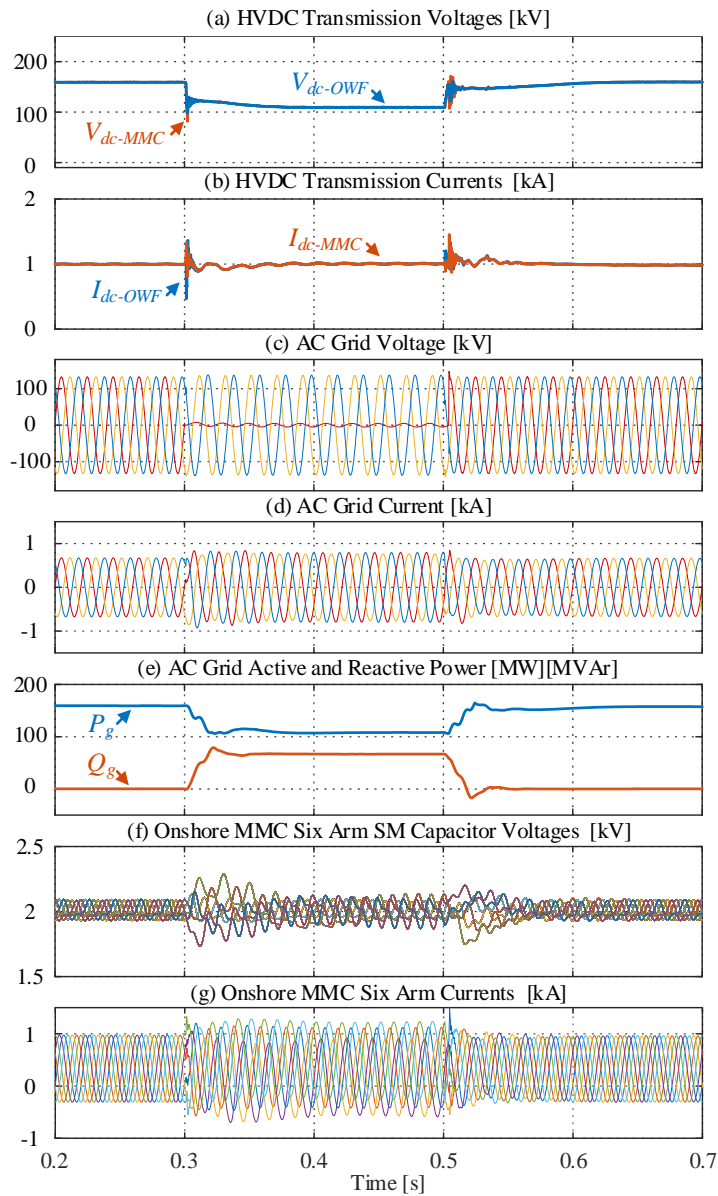 (a) HVDC Transmission Voltages [kV]
200
100
0
V_dc-OWF
V_dc-MMC
(b) HVDC Transmission Currents [kA]
2
1
0
I_dc-MMC
I_dc-OWF
(c) AC Grid Voltage [kV]
100
0
-100
(d) AC Grid Current [kA]
1
0
-1
(e) AC Grid Active and Reactive Power [MW][MVAr]
200
100
0
P_g
Q_g
(f) Onshore MMC Six Arm SM Capacitor Voltages [kV]
2.5
2
1.5
(g) Onshore MMC Six Arm Currents [kA]
1
0
-1
0.2 0.3 0.4 0.5 0.6 0.7
Time [s]